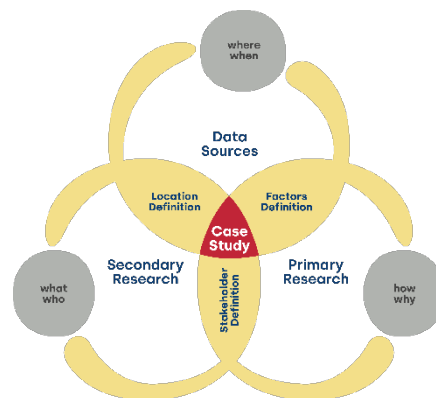 where
when
Data
Sources
Location
Definition
Factors
Definition
Case
Study
Secondary
Research
Primary
Research
Stakeholder
Definition
what
who
how
why